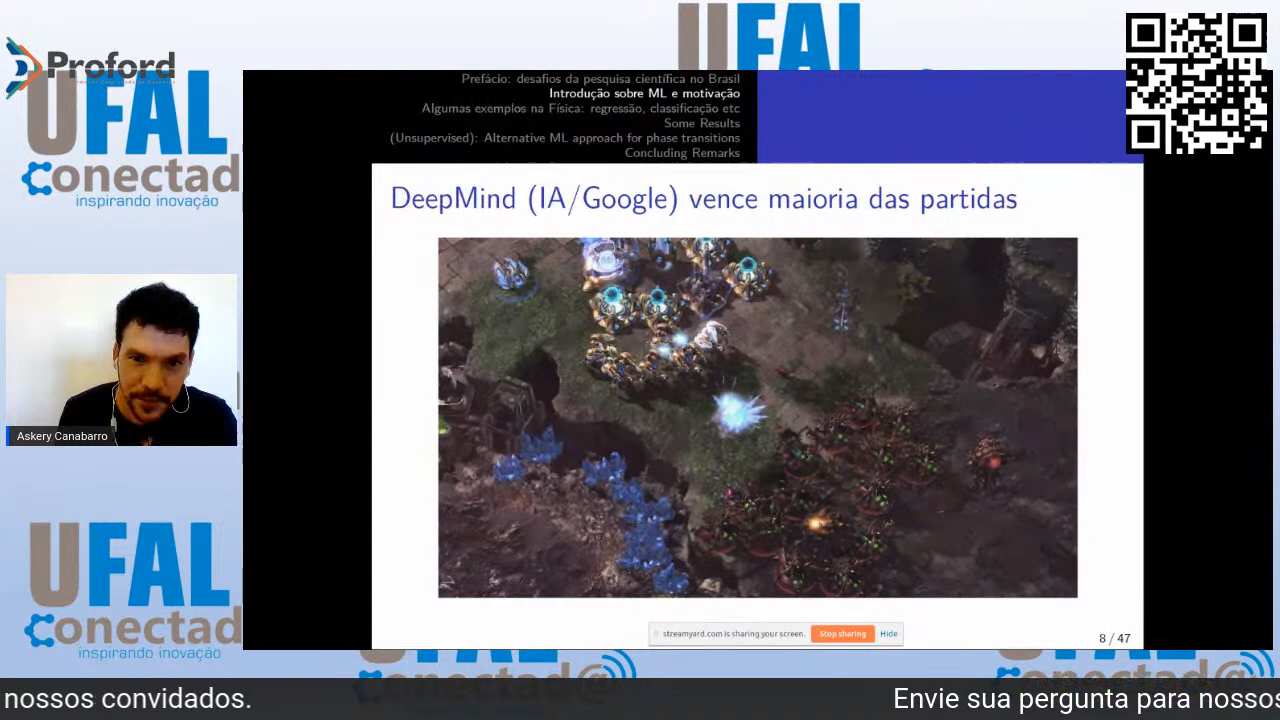 Proford
UFAL
Conectad
inspirando inovação
UFAL
Prefácio: desafios da pesquisa científica no Brasil
Introdução sobre ML e motivação
Algumas exemplos na Física: regressão, classificação etc
Some Results
(Unsupervised): Alternative ML approach for phase transitions
Concluding Remarks
DeepMind (IA/Google) vence maioria das partidas
Askery Canabarro
UFAL
Conectad
inspirando inovação
streamyard.com is sharing your screen.
Stop sharing
Hide
8 / 47
conectad@
conectad@
nossos convidados.
Envie sua pergunta para nossos